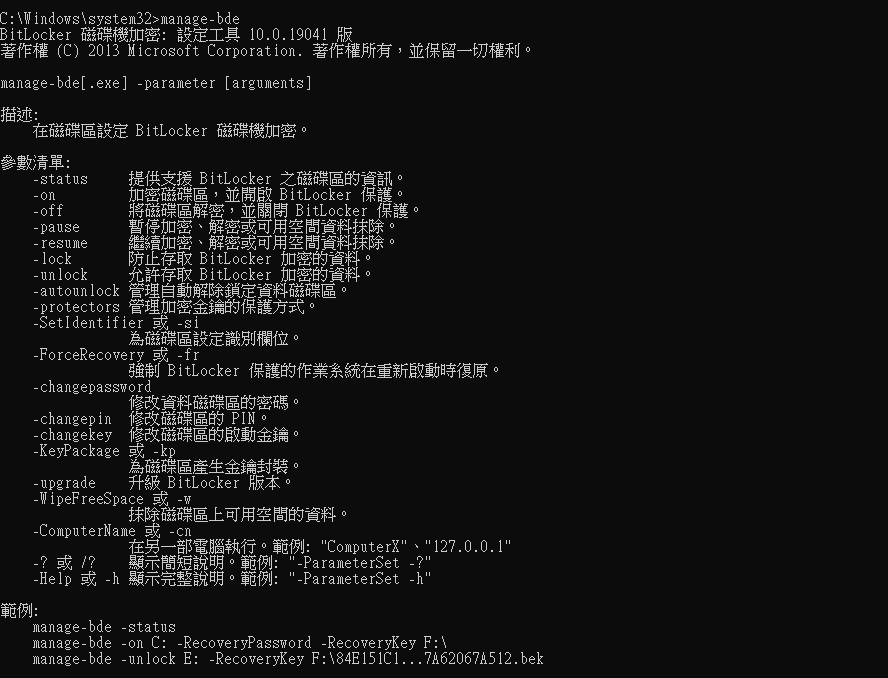 C:\Windows\system32>manage-bde
BitLocker 磁碟機加密: 設定工具 10.0.19041 版
著作權 (C) 2013 Microsoft Corporation. 著作權所有，並保留一切權利。
manage-bde[.exe] -parameter [arguments]
描述:
    在磁碟區設定 BitLocker 磁碟機加密。
參數清單:
    -status     提供支援 BitLocker 之磁碟區的資訊。
    -on         加密磁碟區，並開啟 BitLocker 保護。
    -off        將磁碟區解密，並關閉 BitLocker 保護。
    -pause      暫停加密、解密或可用空間資料抹除。
    -resume     繼續加密、解密或可用空間資料抹除。
    -lock       防止存取 BitLocker 加密的資料。
    -unlock     允許存取 BitLocker 加密的資料。
    -autounlock 管理自動解除鎖定資料磁碟區。
    -protectors 管理加密金鑰的保護方式。
    -SetIdentifier 或 -si
                為磁碟區設定識別欄位。
    -ForceRecovery 或 -fr
                強制 BitLocker 保護的作業系統在重新啟動時復原。
    -changepassword
                修改資料磁碟區的密碼。
    -changepin  修改磁碟區的 PIN。
    -changekey  修改磁碟區的啟動金鑰。
    -KeyPackage 或 -kp
                為磁碟區產生金鑰封裝。
    -upgrade    升級 BitLocker 版本。
    -WipeFreeSpace 或 -w
                抹除磁碟區上可用空間的資料。
    -ComputerName 或 -cn
                在另一部電腦執行。範例: "ComputerX"、"127.0.0.1"
    -? 或 /?    顯示簡短說明。範例: "-ParameterSet -?"
    -Help 或 -h 顯示完整說明。範例: "-ParameterSet -h"
範例:
    manage-bde -status
    manage-bde -on C: -RecoveryPassword -RecoveryKey F:\
    manage-bde -unlock E: -RecoveryKey F:\84E151C1...7A62067A512.bek